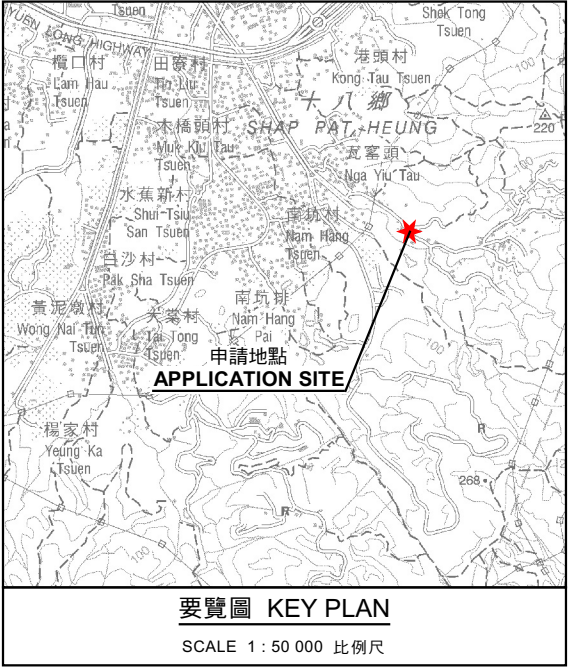 Tsuen
YUEN LONG HIGHWAY
欖口村
Lam Hau
Tsuen
田寮村
Tin Liu
Tsuen
Shek Tong
Tsuen
港頭村
Kong Tau Tsuen
十八鄉
SHAP PAT HEUNG
220
100
木橋頭村
Muk Kiu Tau
Tsuen
瓦窰頭
Nga Yiu Tau
水蕉新村
Shui Tsiu
San Tsuen
南坑村
Nam Hang
Tsuen
白沙村
Pak Sha Tsuen
黃泥墩村
Wong Nai Tun
Tsuen
大棠村
Tai Tong
Tsuen
南坑排
Nam Hang
Pai
100
申請地點
APPLICATION SITE
楊家村
Yeung Ka
Tsuen
R
268
R
100
要覽圖 KEY PLAN
SCALE 1 : 50 000 比例尺